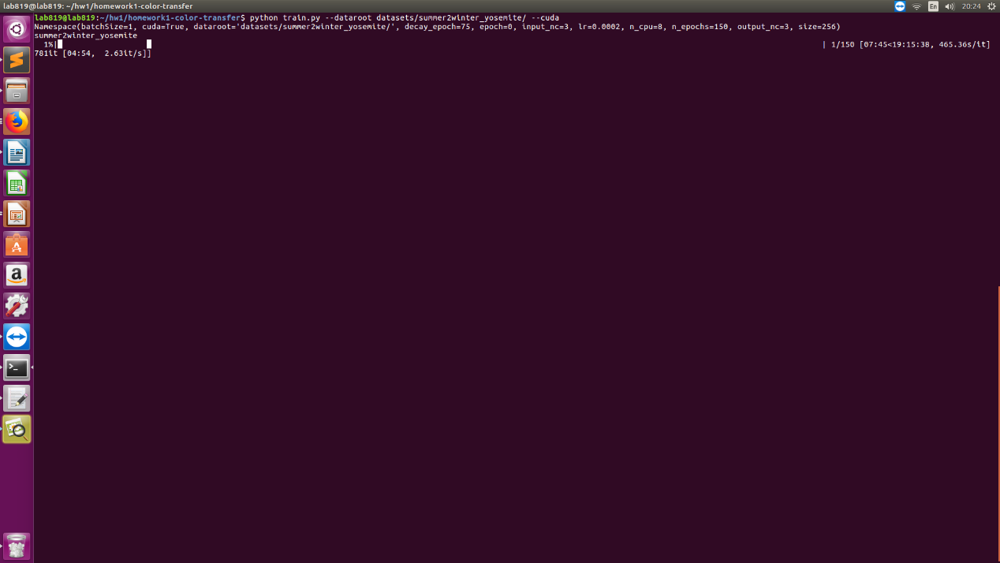 lab819@lab819: ~/hw1/homework1-color-transfer
En
20:24
lab819@lab819:~/hw1/homework1-color-transfer$ python train.py --dataroot datasets/summer2winter_yosemite/ --cuda
Namespace(batchSize=1, cuda=True, dataroot='datasets/summer2winter_yosemite/', decay_epoch=75, epoch=0, input_nc=3, lr=0.0002, n_cpu=8, n_epochs=150, output_nc=3, size=256)
summer2winter_yosemite
1%|█ | 1/150 [07:45<19:15:38, 465.36s/it]
781it [04:54,  2.63it/s]]